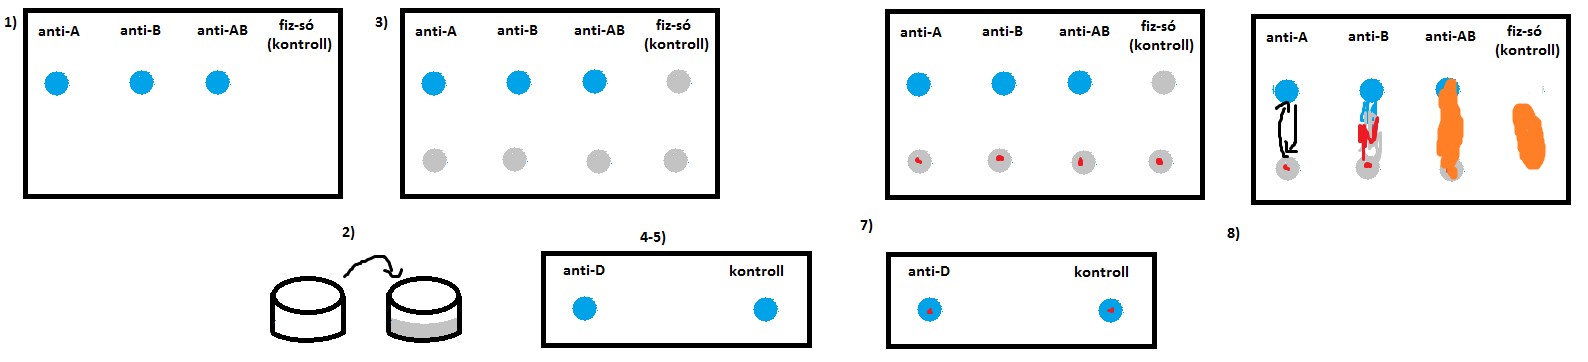 1)
anti-A anti-B anti-AB fiz-só
(kontroll)
3)
anti-A anti-B anti-AB fiz-só
(kontroll)
anti-A anti-B anti-AB fiz-só
(kontroll)
anti-A anti-B anti-AB fiz-só
(kontroll)
2)
4-5)
anti-D kontroll
7)
anti-D kontroll
8)